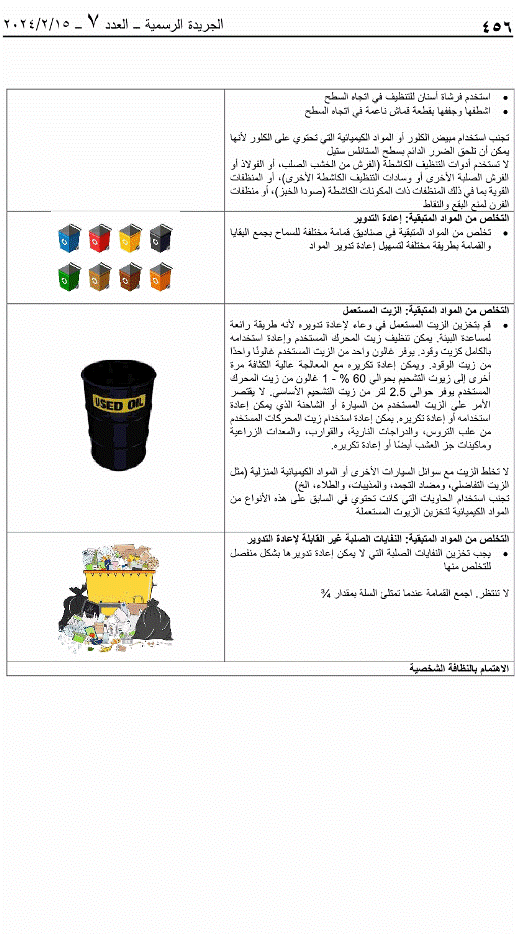 ٤٥٦
الجريدة الرسمية – العدد ٧ – ٢٠٢٤/٢/١٥
• استخدم فرشاة أسنان للتنظيف في اتجاه السطح
• اشطفها وجففها بقطعة قماش ناعمة في اتجاه السطح
تجنب استخدام مبيض الكلور أو المواد الكيميائية التي تحتوي على الكلور لأنها
يمكن أن تلحق الضرر الدائم بسطح الستانلس ستيل
لا تستخدم أدوات التنظيف الكاشطة (الفرش من الخشب الصلب، أو الفولاذ أو
الفرش الصلبة الأخرى أو وسادات التنظيف الكاشطة الأخرى)، أو المنظفات
القوية بما في ذلك المنظفات ذات المكونات الكاشطة (صودا الخبز)، أو منظفات
الفرن لمنع البقع والنقاط
التخلص من المواد المتبقية: إعادة التدوير
• تخلص من المواد المتبقية في صناديق قمامة مختلفة للسماح بجمع البقايا
والقمامة بطريقة مختلفة لتسهيل إعادة تدوير المواد
التخلص من المواد المتبقية: الزيت المستعمل
• قم بتخزين الزيت المستعمل في وعاء لإعادة تدويره لأنه طريقة رائعة
لمساعدة البيئة. يمكن تنظيف زيت المحرك المستخدم وإعادة استخدامه
بالكامل كزيت وقود. يوفر غالون واحد من الزيت المستخدم غالونًا واحدًا
من زيت الوقود. ويمكن إعادة تكريره مع المعالجة عالية الكثافة مرة
أخرى إلى زيوت التشحيم بحوالي 60 % - 1 غالون من زيت المحرك
المستخدم يوفر حوالي 2.5 لتر من زيت التشحيم الأساسي. لا يقتصر
الأمر على الزيت المستخدم من السيارة أو الشاحنة الذي يمكن إعادة
استخدامه أو إعادة تكريره. يمكن إعادة استخدام زيت المحركات المستخدم
من علب التروس، والدراجات النارية، والقوارب، والمعدات الزراعية
وماكينات جز العشب أيضًا أو إعادة تكريره.
USED OIL
لا تخلط الزيت مع سوائل السيارات الأخرى أو المواد الكيميائية المنزلية (مثل
الزيت التفاضلي، ومضاد التجمد، والمذيبات، والطلاء، الخ)
تجنب استخدام الحاويات التي كانت تحتوي في السابق على هذه الأنواع من
المواد الكيميائية لتخزين الزيوت المستعملة
التخلص من المواد المتبقية: النفايات الصلبة غير القابلة لإعادة التدوير
• يجب تخزين النفايات الصلبة التي لا يمكن إعادة تدويرها بشكل منفصل
للتخلص منها
لا تنتظر. اجمع القمامة عندما تمتلئ السلة بمقدار ¾
الاهتمام بالنظافة الشخصية